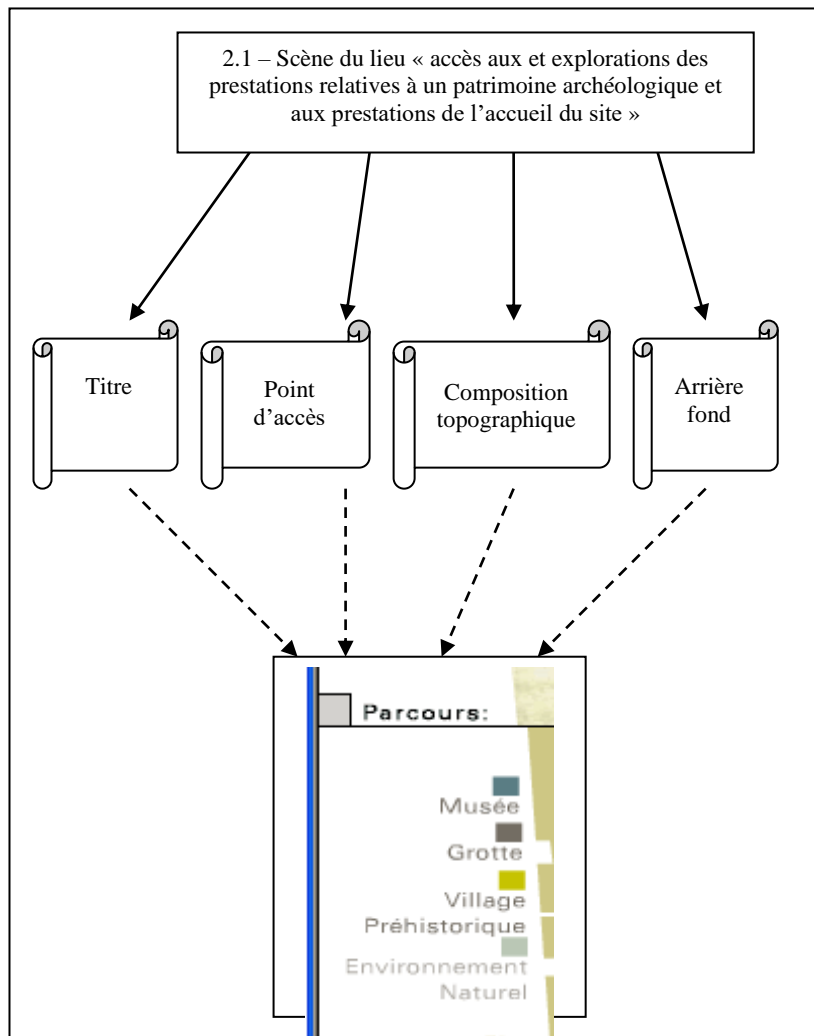 2.1 – Scène du lieu « accès aux et explorations des
prestations relatives à un patrimoine archéologique et
aux prestations de l’accueil du site »
Titre
Point
d’accès
Composition
topographique
Arrière
fond
Parcours:
Musée
Grotte
Village
Préhistorique
Environnement
Naturel